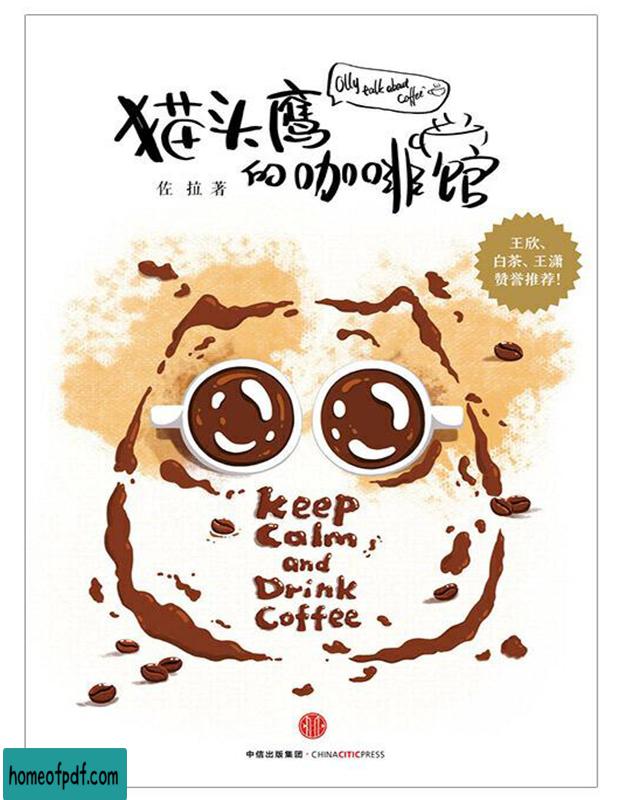 Olly talk about
coffee
猫头鹰
的咖啡馆
佐 拉 著
王欣、
白茶、王潇
赞誉推荐!
keep
Calm
and
Drink
Coffee
中信出版集团·CHINACITICPRESS
homeofpdf.com